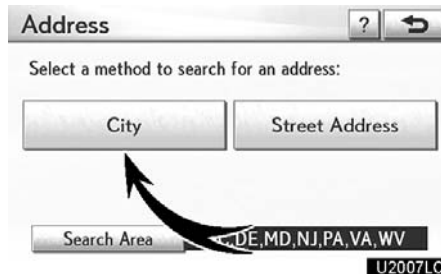 Address ?
Select a method to search for an address:
City Street Address
Search Area DE,MD,NJ,PA,VA,WV
U2007LC